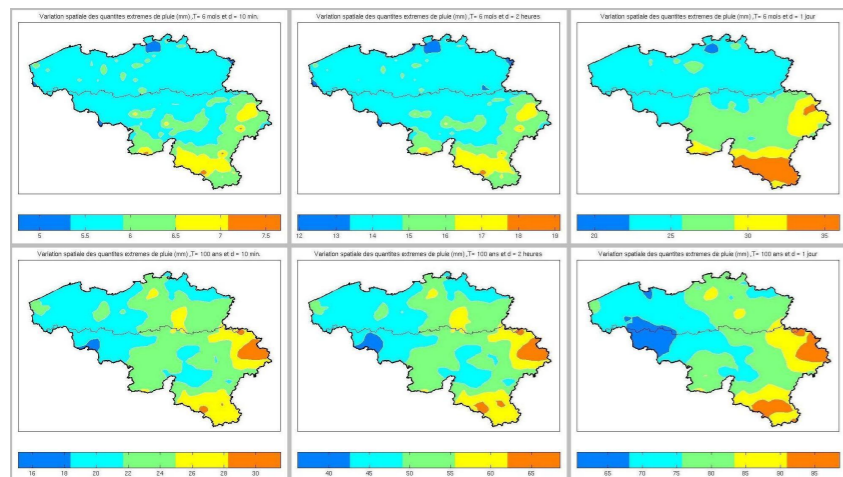 Variation spatiale des quantites extremes de pluie (mm) ,T= 6 mois et d = 10 min.
Variation spatiale des quantites extremes de pluie (mm) ,T= 6 mois et d = 2 heures
Variation spatiale des quantites extremes de pluie (mm) ,T= 6 mois et d = 1 jour
5 5.5 6 6.5 7 7.5
12 13 14 15 16 17 18 19
20 25 30 35
Variation spatiale des quantites extremes de pluie (mm) ,T= 100 ans et d = 10 min.
Variation spatiale des quantites extremes de pluie (mm) ,T= 100 ans et d = 2 heures
Variation spatiale des quantites extremes de pluie (mm) ,T= 100 ans et d = 1 jour
16 18 20 22 24 26 28 30
40 45 50 55 60 65
65 70 75 80 85 90 95